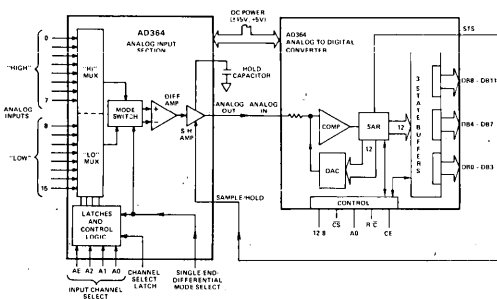 DC POWER
(±15V, +5V)
AD364
ANALOG INPUT
SECTION
AD364
ANALOG TO DIGITAL
CONVERTER
STS
0
"HIGH"
7
ANALOG
INPUTS
8
"LOW"
15
"HI"
MUX
"LO"
MUX
MODE
SWITCH
DIFF
AMP
S/H
AMP
HOLD
CAPACITOR
ANALOG
OUT
ANALOG
IN
COMP
SAR
12
12
DAC
3
STATE
BUFFERS
DB8 - DB11
DB4 - DB7
DB0 - DB3
SAMPLE/HOLD
CONTROL
12/8
CS
A0
R/C
CE
LATCHES
AND
CONTROL
LOGIC
AE A2 A1 A0
INPUT CHANNEL
SELECT
CHANNEL
SELECT
LATCH
SINGLE END-
DIFFERENTIAL
MODE SELECT